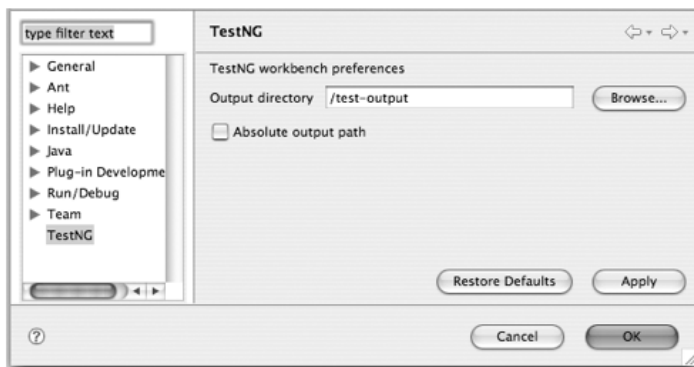 type filter text
General
Ant
Help
Install/Update
Java
Plug-in Developme
Run/Debug
Team
TestNG
TestNG
TestNG workbench preferences
Output directory /test-output Browse...
Absolute output path
Restore Defaults Apply
? Cancel OK